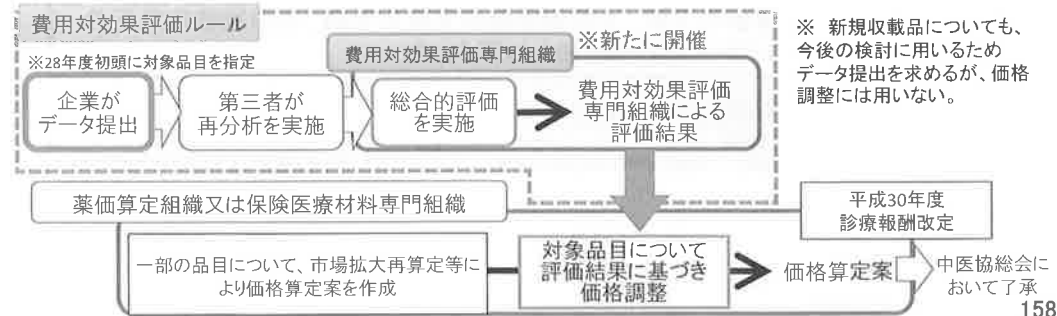 費用対効果評価ルール
※28年度初頭に対象品目を指定
企業が
データ提出
第三者が
再分析を実施
費用対効果評価専門組織
※新たに開催
総合的評価
を実施
費用対効果評価
専門組織による
評価結果
※ 新規収載品についても、
今後の検討に用いるため
データ提出を求めるが、価格
調整には用いない。
薬価算定組織又は保険医療材料専門組織
一部の品目について、市場拡大再算定等に
より価格算定案を作成
対象品目について
評価結果に基づき
価格調整
価格算定案
平成30年度
診療報酬改定
中医協総会に
おいて了承
158